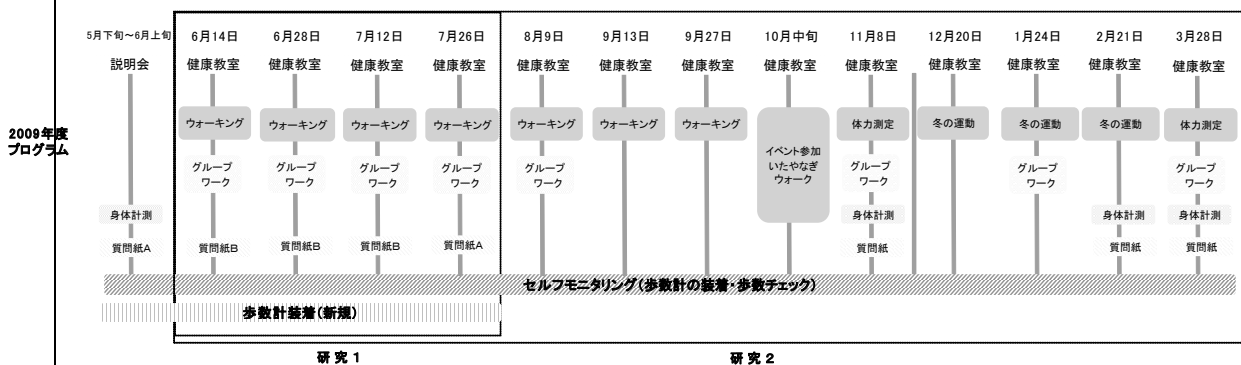 5月下旬～6月上旬 6月14日 6月28日 7月12日 7月26日 8月9日 9月13日 9月27日 10月中旬 11月8日 12月20日 1月24日 2月21日 3月28日
説明会 健康教室 健康教室 健康教室 健康教室 健康教室 健康教室 健康教室 健康教室 健康教室 健康教室 健康教室 健康教室 健康教室
2009年度
プログラム
ウォーキング ウォーキング ウォーキング ウォーキング ウォーキング ウォーキング ウォーキング
イベント参加
いたやなぎ
ウォーク
体力測定 冬の運動 冬の運動 冬の運動 体力測定
グループ
ワーク
グループ
ワーク
グループ
ワーク
グループ
ワーク
グループ
ワーク
グループ
ワーク
グループ
ワーク
グループ
ワーク
身体計測 身体計測 身体計測 身体計測
質問紙A 質問紙B 質問紙B 質問紙B 質問紙A 質問紙 質問紙 質問紙
セルフモニタリング(歩数計の装着・歩数チェック)
歩数計装着(新規)
研究1 研究2